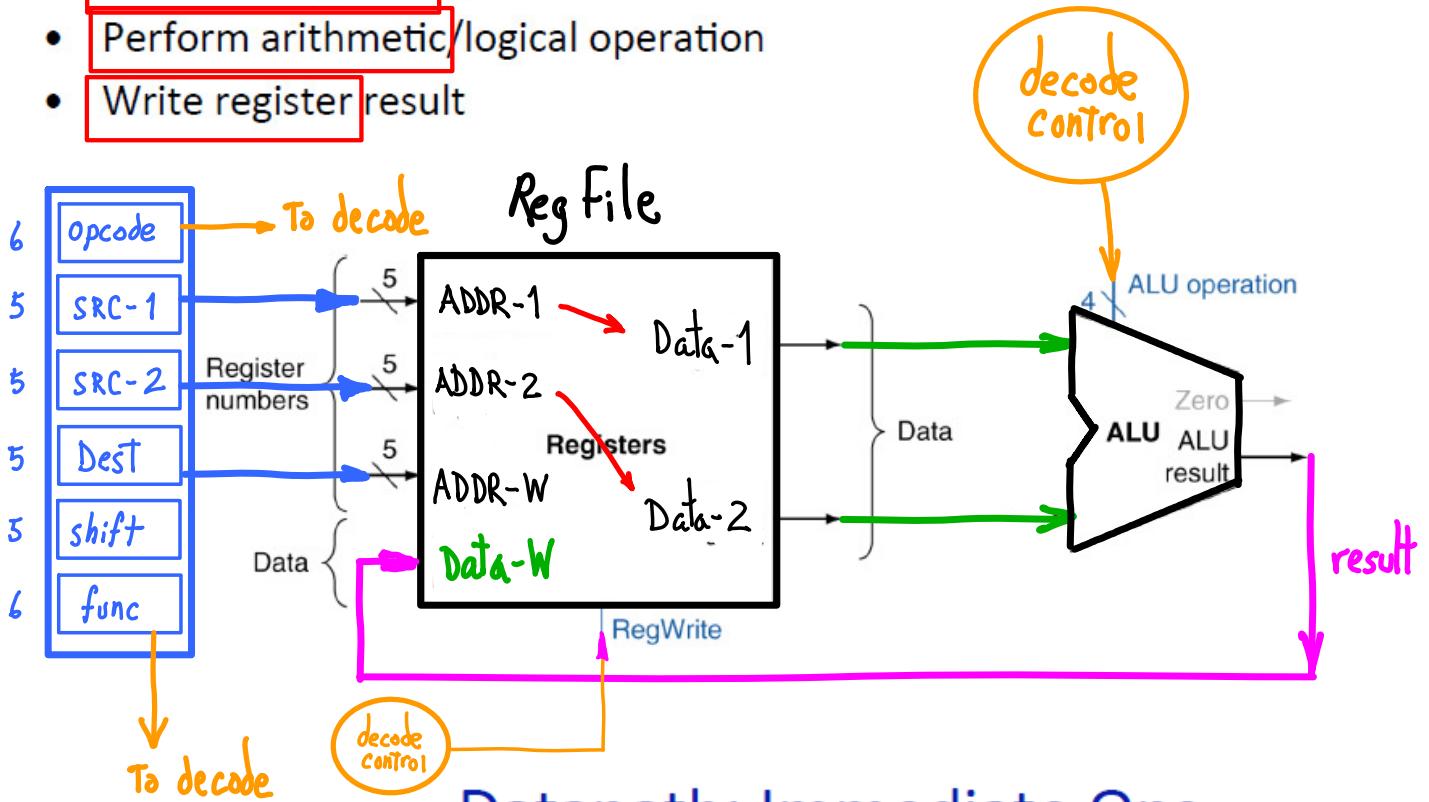 • Perform arithmetic/logical operation
• Write register result
decode
control
Reg File
6 opcode
To decode
5 SRC-1
5 SRC-2
5 Dest
5 shift
6 func
To decode
Register
numbers
Data
5
5
5
ADDR-1
ADDR-2
Registers
ADDR-W
Data-W
Data-1
Data-2
RegWrite
decode
control
Data
4
ALU operation
Zero
ALU
ALU
result
result